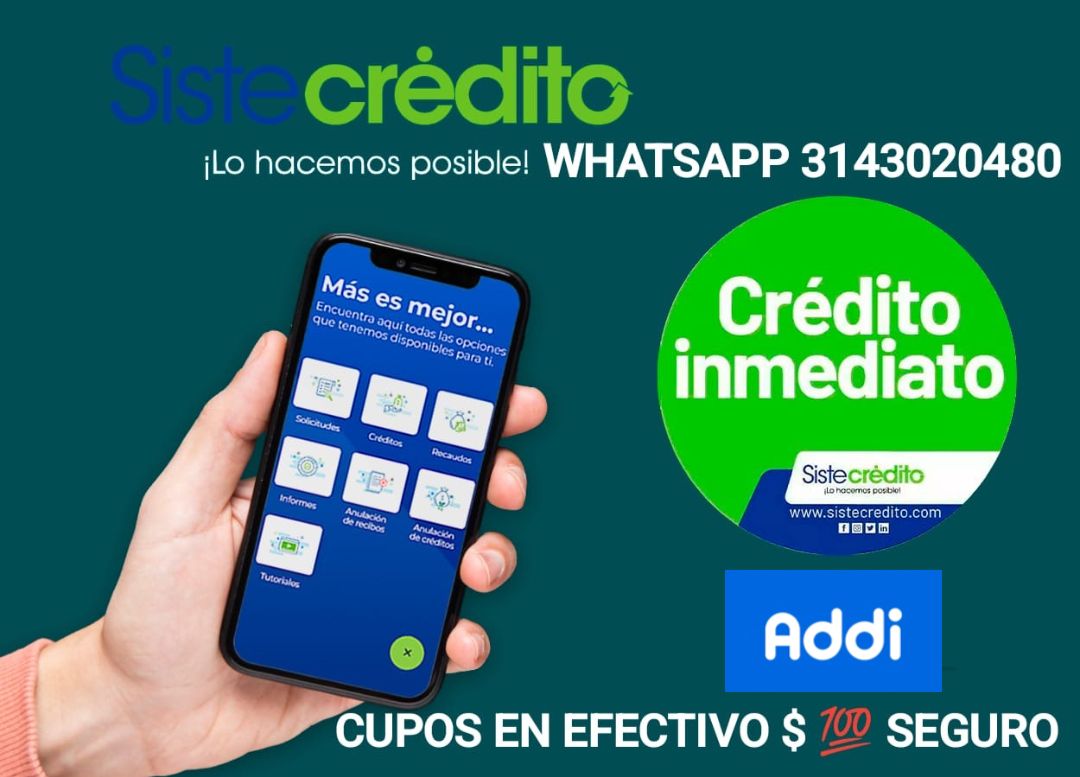 Sistecrédito
¡Lo hacemos posible! WHATSAPP 3143020480
Más es mejor...
Encuentra aquí todas las opciones
que tenemos disponibles para ti.
Solicitudes
Créditos
Recaudos
Informes
Anulación
de recibos
Anulación
de créditos
Tutoriales
Crédito
inmediato
Sistecrédito
¡Lo hacemos posible!
www.sistecredito.com
Addi
CUPOS EN EFECTIVO $ 💯 SEGURO